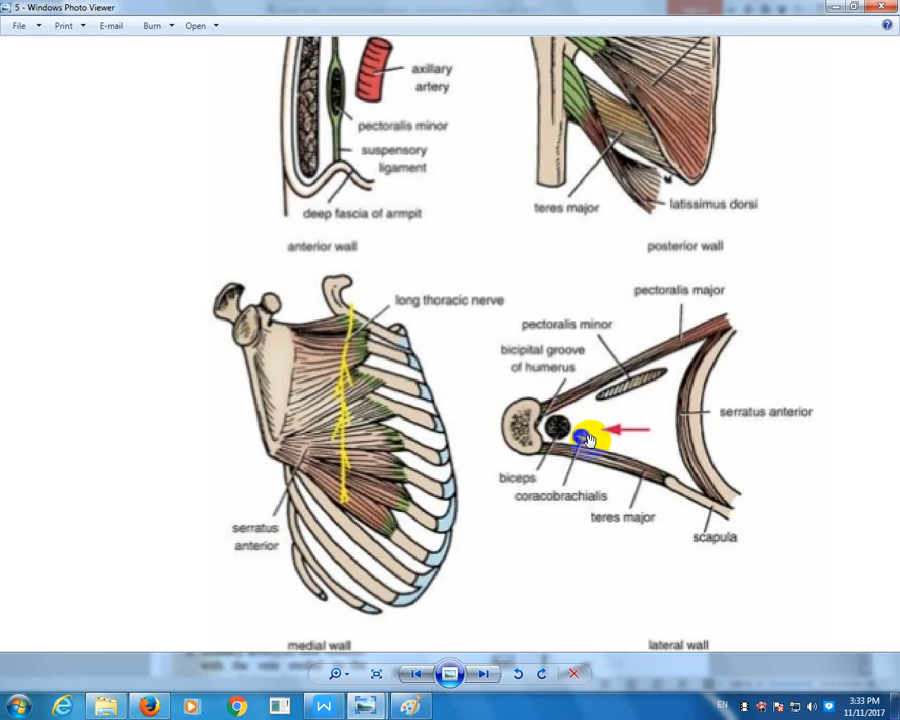 5 - Windows Photo Viewer
File Print E-mail Burn Open
axillary
artery
pectoralis minor
suspensory
ligament
deep fascia of armpit
anterior wall
teres major
latissimus dorsi
posterior wall
long thoracic nerve
serratus
anterior
medial wall
pectoralis major
pectoralis minor
bicipital groove
of humerus
serratus anterior
biceps
coracobrachialis
teres major
scapula
lateral wall
EN
3:33 PM
11/11/2017